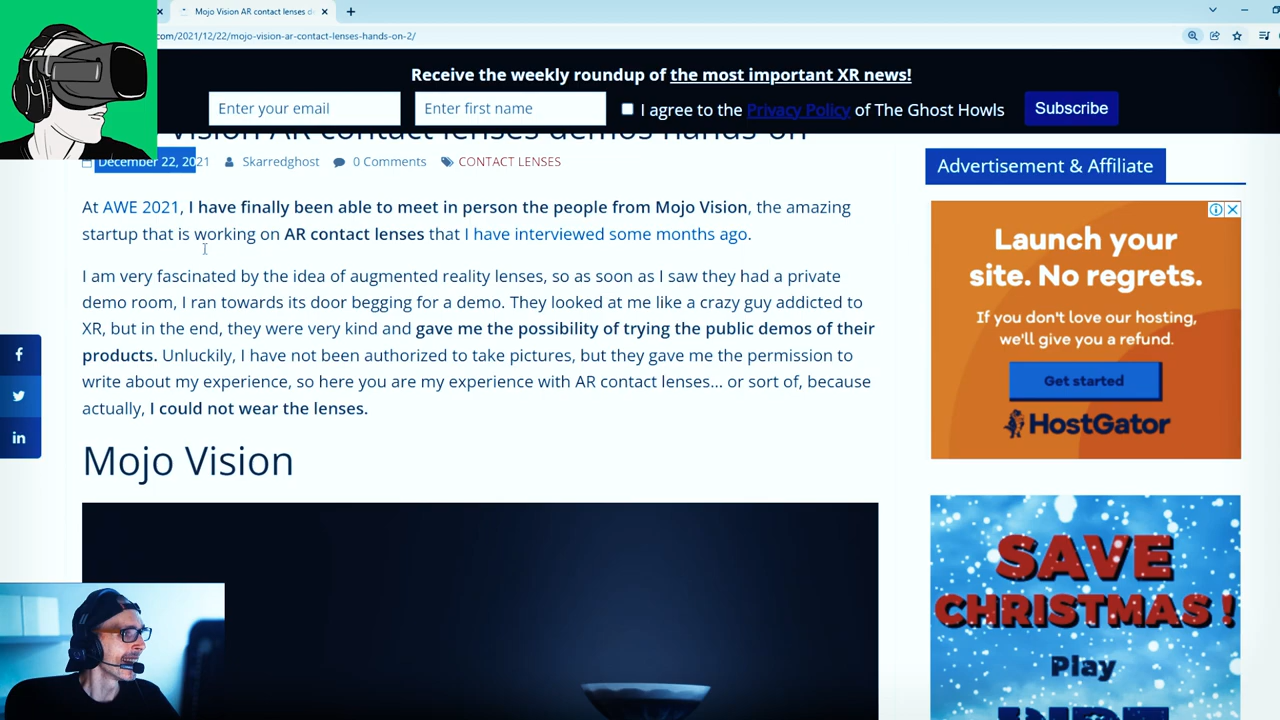 Mojo Vision AR contact lenses d
com/2021/12/22/mojo-vision-ar-contact-lenses-hands-on-2/
Receive the weekly roundup of the most important XR news!
Enter your email
Enter first name
I agree to the Privacy Policy of The Ghost Howls
Subscribe
Vision AR contact lenses demos hands-on
December 22, 2021
Skarredghost
0 Comments
CONTACT LENSES
At AWE 2021, I have finally been able to meet in person the people from Mojo Vision, the amazing
startup that is working on AR contact lenses that I have interviewed some months ago.
I am very fascinated by the idea of augmented reality lenses, so as soon as I saw they had a private
demo room, I ran towards its door begging for a demo. They looked at me like a crazy guy addicted to
XR, but in the end, they were very kind and gave me the possibility of trying the public demos of their
products. Unluckily, I have not been authorized to take pictures, but they gave me the permission to
write about my experience, so here you are my experience with AR contact lenses… or sort of, because
actually, I could not wear the lenses.
Mojo Vision
Advertisement & Affiliate
Launch your
site. No regrets.
If you don't love our hosting,
we'll give you a refund.
Get started
HostGator
SAVE
CHRISTMAS !
Play